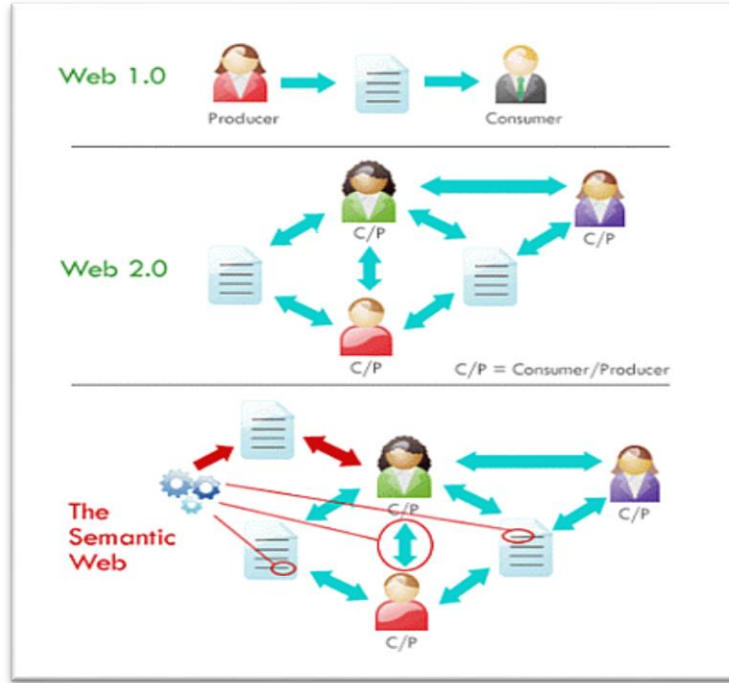 Web 1.0
Producer
Consumer
C/P
C/P
Web 2.0
C/P
C/P = Consumer/Producer
C/P
C/P
The
Semantic
Web
C/P